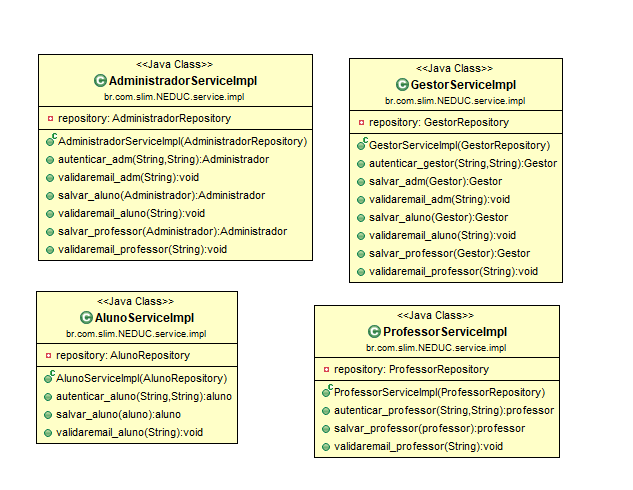 <<Java Class>>
AdministradorServiceImpl
br.com.slim.NEDUC.service.impl
repository: AdministradorRepository
AdministradorServiceImpl(AdministradorRepository)
autenticar_adm(String,String):Administrador
validaremail_adm(String):void
salvar_aluno(Administrador):Administrador
validaremail_aluno(String):void
salvar_professor(Administrador):Administrador
validaremail_professor(String):void
<<Java Class>>
GestorServiceImpl
br.com.slim.NEDUC.service.impl
repository: GestorRepository
GestorServiceImpl(GestorRepository)
autenticar_gestor(String,String):Gestor
salvar_adm(Gestor):Gestor
validaremail_adm(String):void
salvar_aluno(Gestor):Gestor
validaremail_aluno(String):void
salvar_professor(Gestor):Gestor
validaremail_professor(String):void
<<Java Class>>
AlunoServiceImpl
br.com.slim.NEDUC.service.impl
repository: AlunoRepository
AlunoServiceImpl(AlunoRepository)
autenticar_aluno(String,String):aluno
salvar_aluno(aluno):aluno
validaremail_aluno(String):void
<<Java Class>>
ProfessorServiceImpl
br.com.slim.NEDUC.service.impl
repository: ProfessorRepository
ProfessorServiceImpl(ProfessorRepository)
autenticar_professor(String,String):professor
salvar_professor(professor):professor
validaremail_professor(String):void